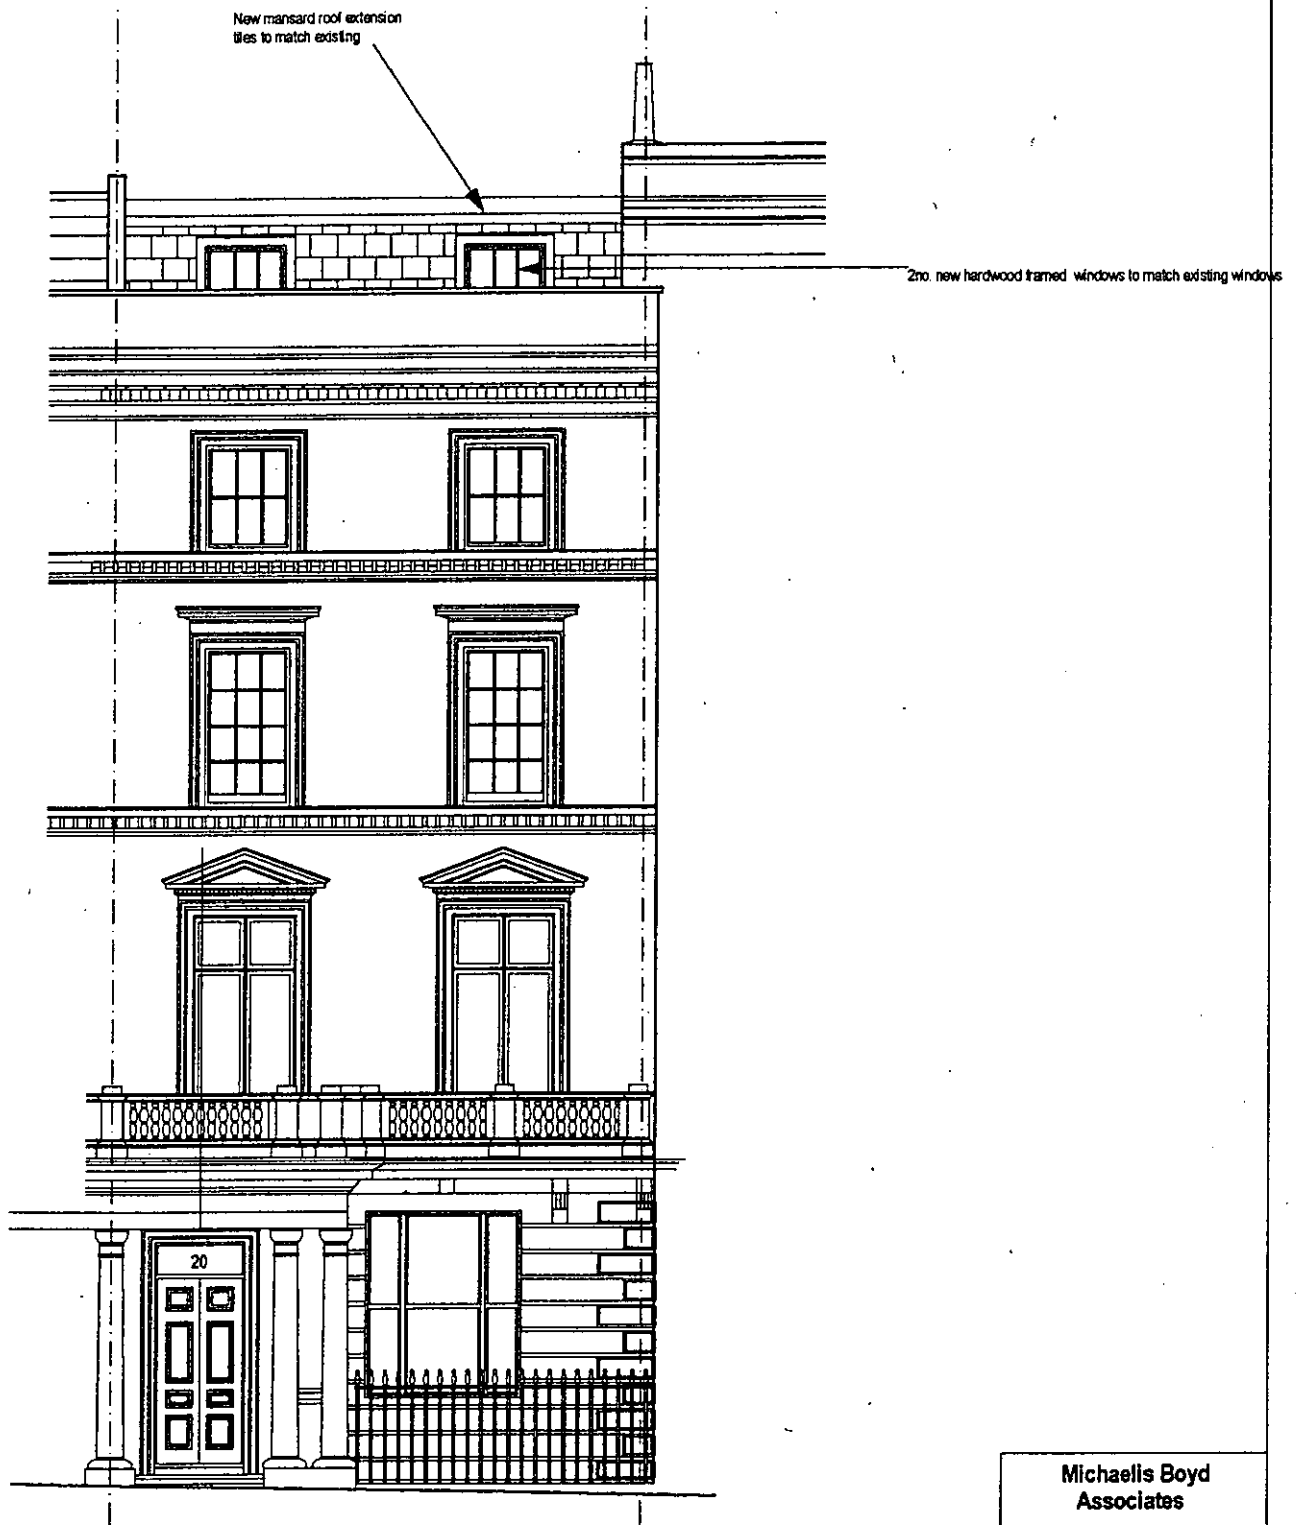 New mansard roof extension
tiles to match existing
2no. new hardwood framed windows to match existing windows
20
Michaelis Boyd
Associates